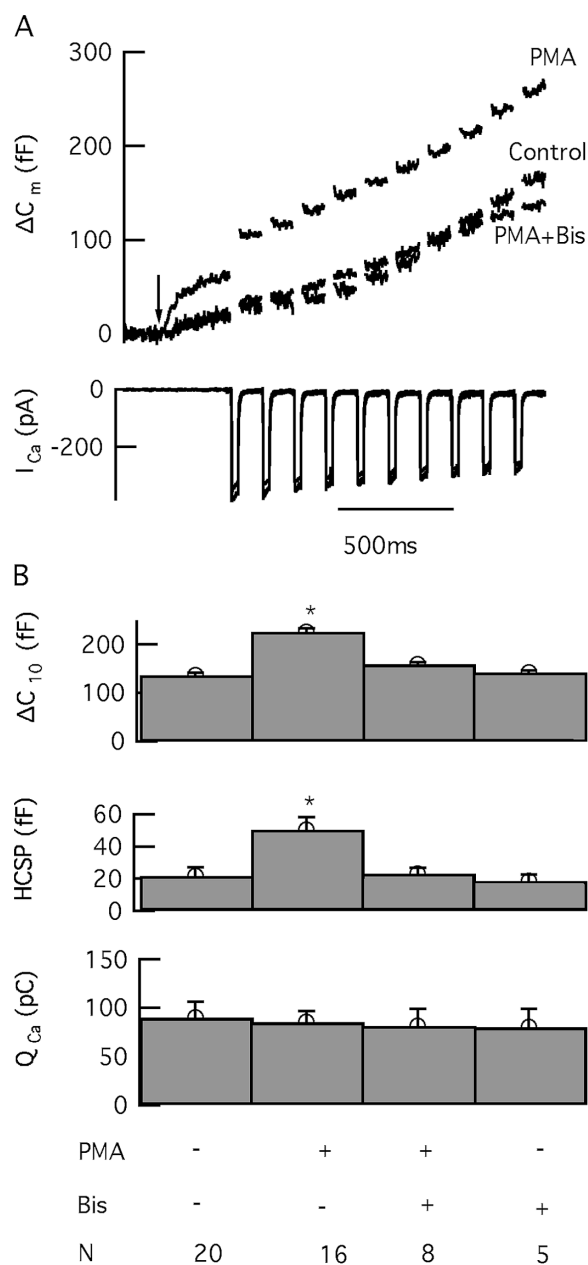 A
300
200
100
0
ΔC m (fF)
PMA
Control
PMA+Bis
0
-200
I Ca (pA)
500ms
B
ΔC 10 (fF)
200
100
0
*
HCSP (fF)
60
40
20
0
*
Q Ca (pC)
150
100
50
0
PMA - + + -
Bis - - + +
N 20 16 8 5